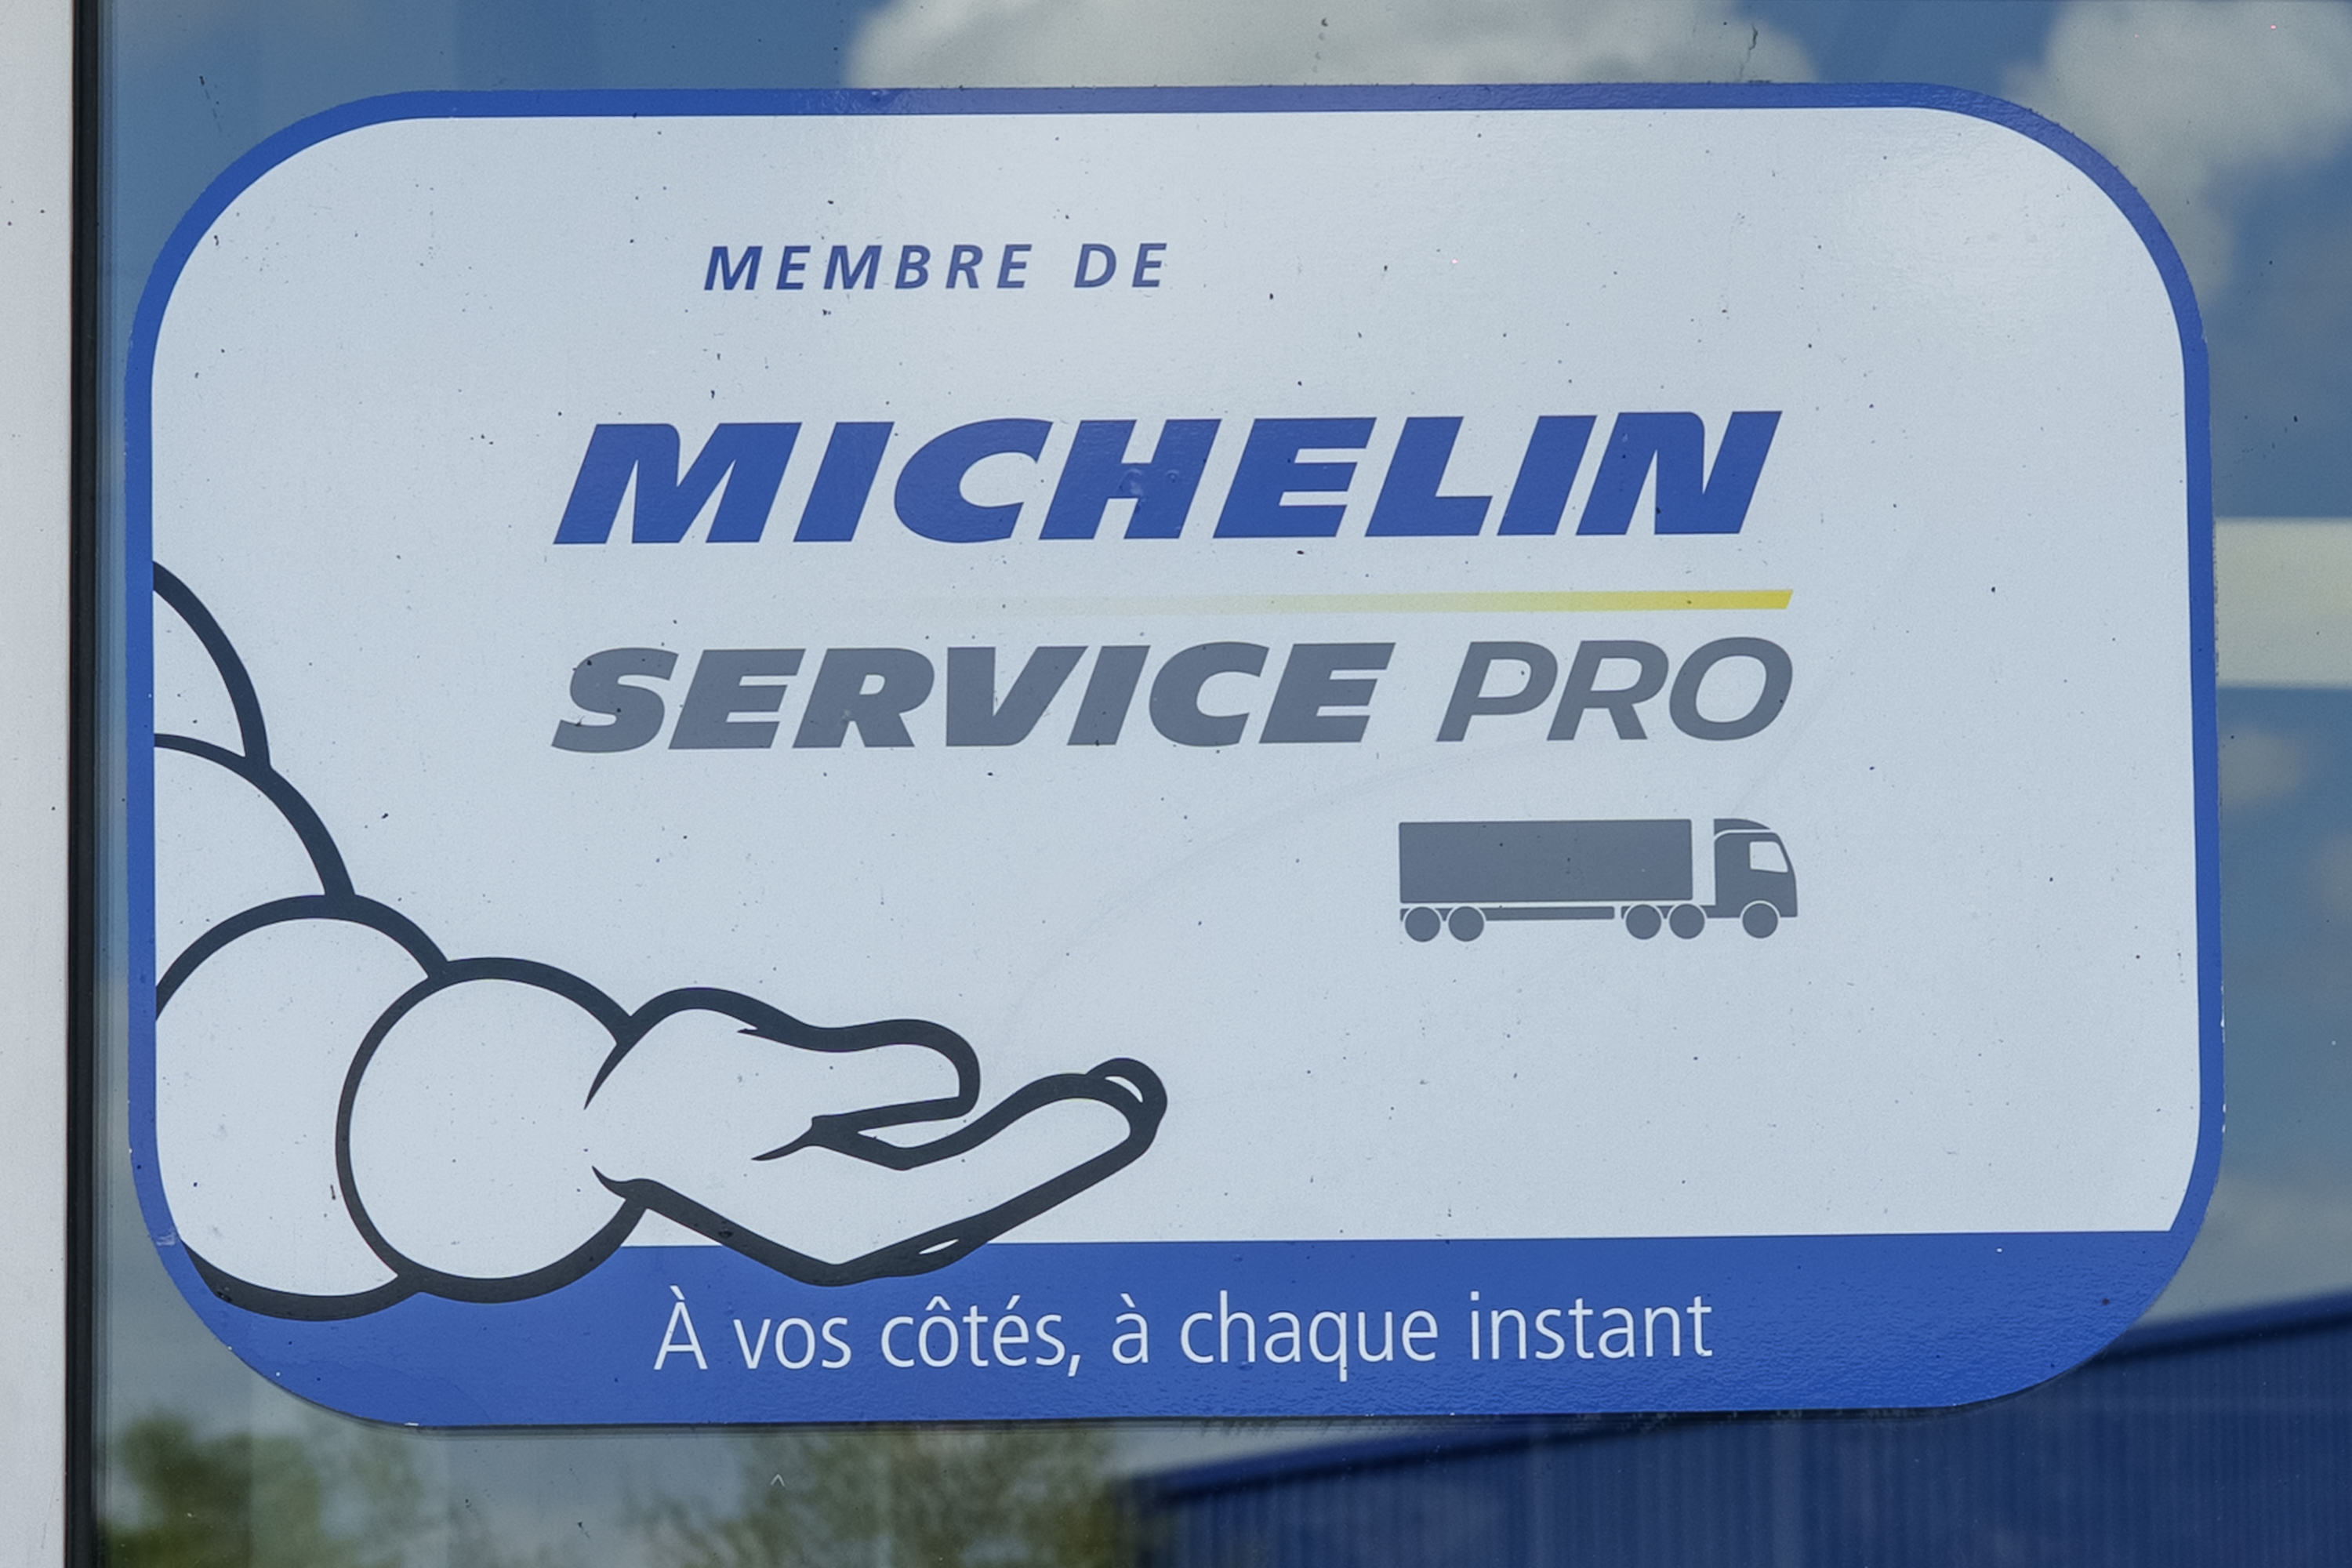 MEMBRE DE
MICHELIN
SERVICE PRO
À vos côtés, à chaque instant